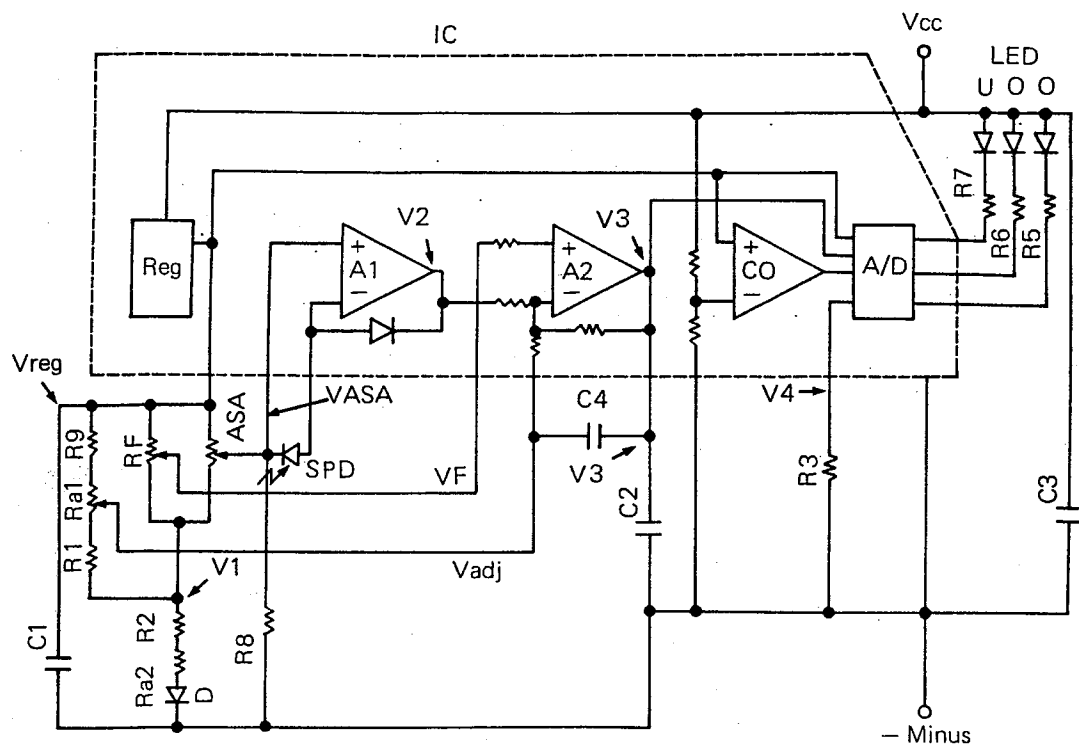 IC
Vcc
LED
U O O
R7
R6
R5
Reg
+
A1
−
V2
+
A2
−
V3
+
CO
−
A/D
Vreg
VASA
ASA
SPD
VF
C4
V3
V4
R3
C2
C3
R9
RF
Ra1
R1
Vadj
V1
R2
Ra2
D
R8
C1
− Minus